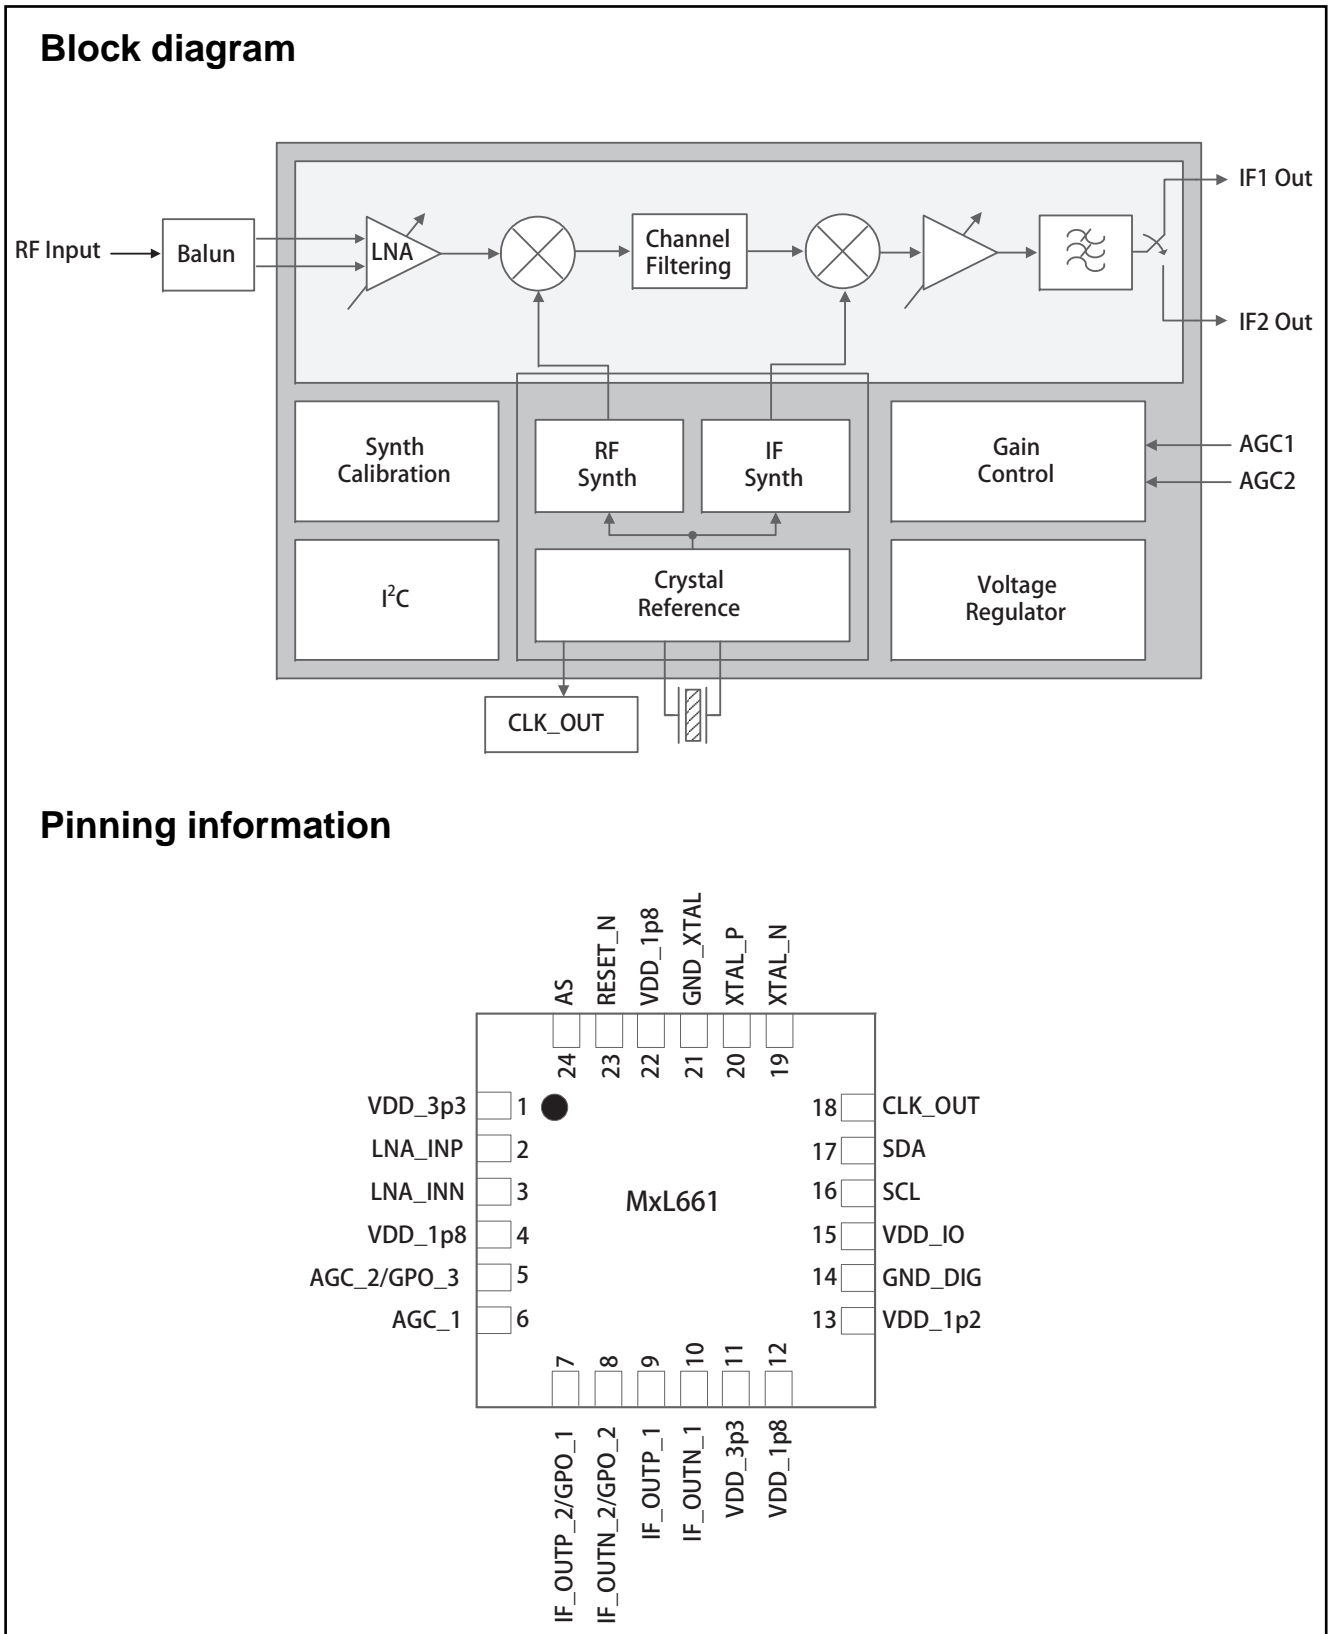 Block diagram
RF Input
Balun
LNA
Channel
Filtering
IF1 Out
IF2 Out
Synth
Calibration
RF
Synth
IF
Synth
Gain
Control
AGC1
AGC2
I²C
Crystal
Reference
Voltage
Regulator
CLK_OUT
Pinning information
AS
RESET_N
VDD_1p8
GND_XTAL
XTAL_P
XTAL_N
24
23
22
21
20
19
VDD_3p3 1
LNA_INP 2
LNA_INN 3
VDD_1p8 4
AGC_2/GPO_3 5
AGC_1 6
MxL661
18 CLK_OUT
17 SDA
16 SCL
15 VDD_IO
14 GND_DIG
13 VDD_1p2
7
8
9
10
11
12
IF_OUTP_2/GPO_1
IF_OUTN_2/GPO_2
IF_OUTP_1
IF_OUTN_1
VDD_3p3
VDD_1p8